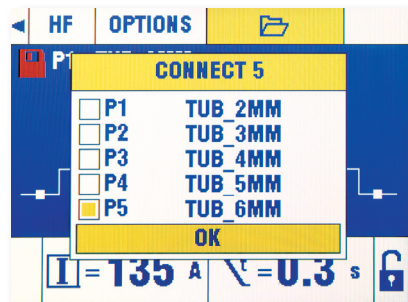 HF OPTIONS
P1
CONNECT 5
P1 TUB_2MM
P2 TUB_3MM
P3 TUB_4MM
P4 TUB_5MM
P5 TUB_6MM
OK
I = 135 A = 0.3 s